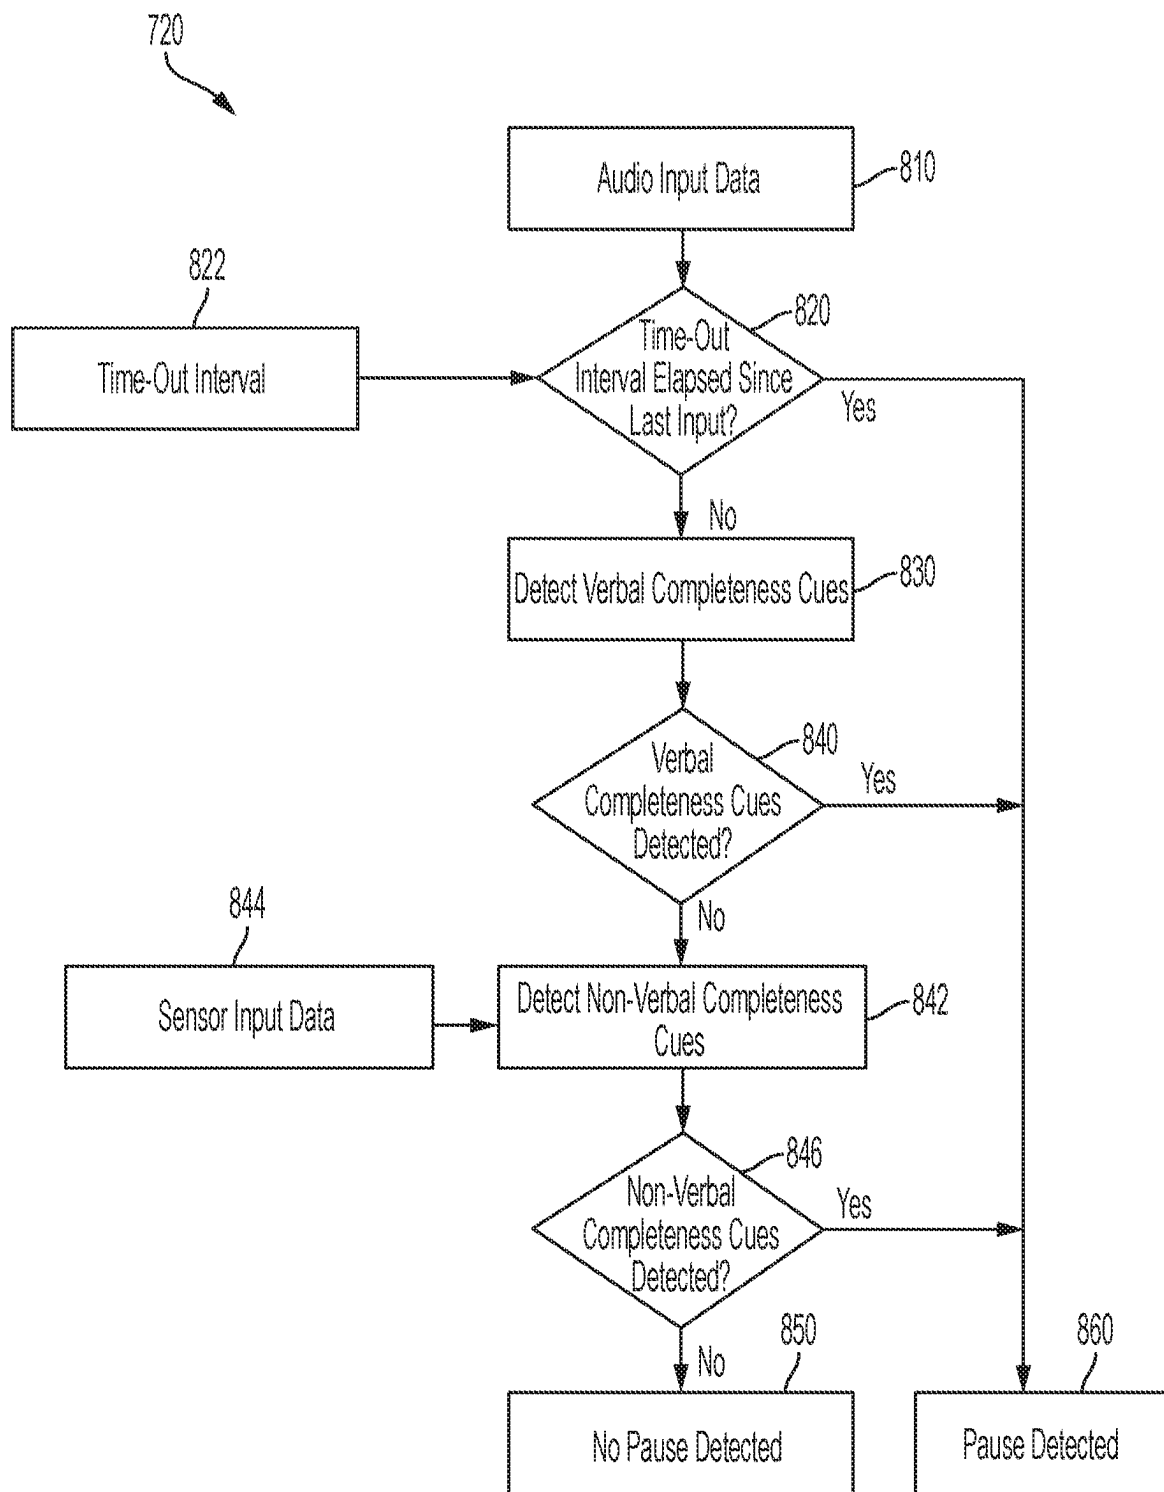 720
Audio Input Data
810
822
Time-Out Interval
820
Time-Out
Interval Elapsed Since
Last Input?
Yes
No
Detect Verbal Completeness Cues
830
840
Verbal
Completeness Cues
Detected?
Yes
No
844
Sensor Input Data
Detect Non-Verbal Completeness
Cues
842
846
Non-Verbal
Completeness Cues
Detected?
Yes
No
850
860
No Pause Detected
Pause Detected